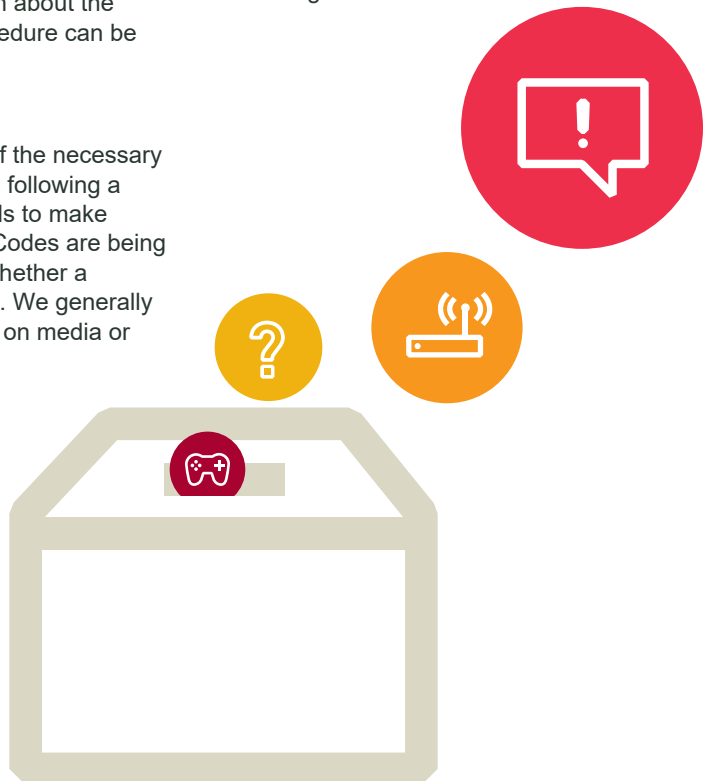 about the
edure can be
f the necessary
following a
ls to make
Codes are being
hether a
. We generally
on media or